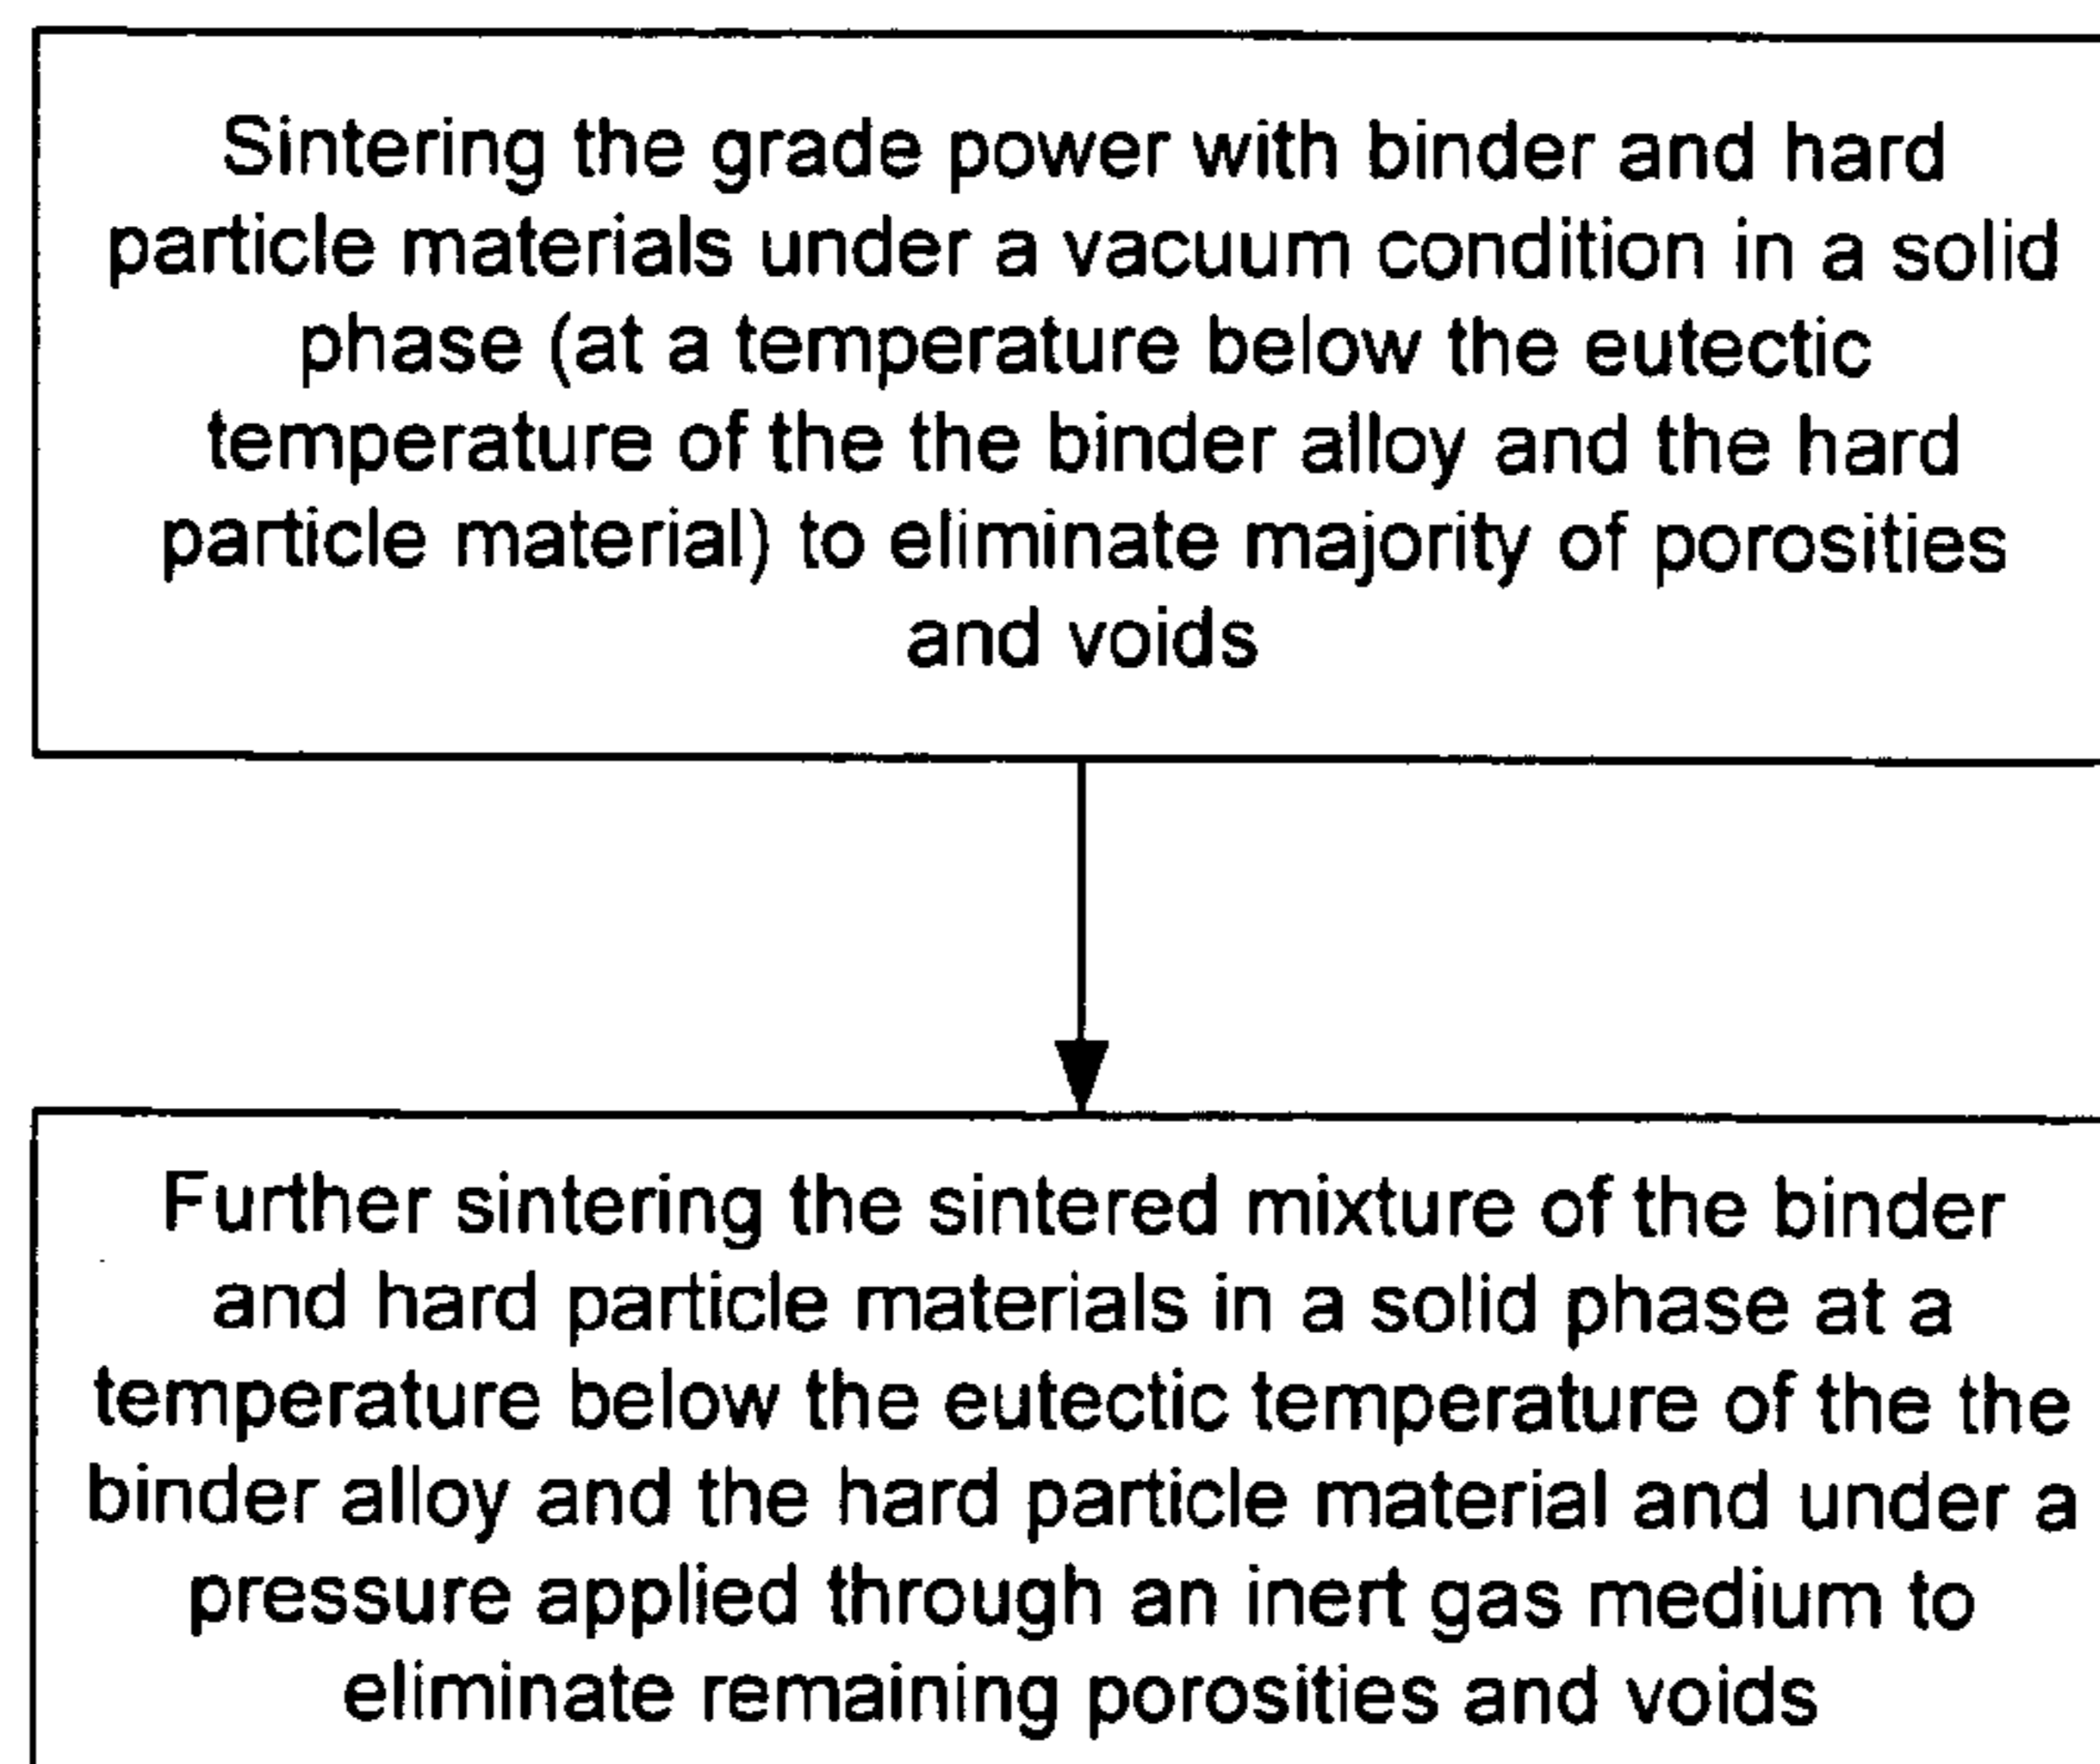 Sintering the grade power with binder and hard
particle materials under a vacuum condition in a solid
phase (at a temperature below the eutectic
temperature of the the binder alloy and the hard
particle material) to eliminate majority of porosities
and voids
Further sintering the sintered mixture of the binder
and hard particle materials in a solid phase at a
temperature below the eutectic temperature of the the
binder alloy and the hard particle material and under a
pressure applied through an inert gas medium to
eliminate remaining porosities and voids